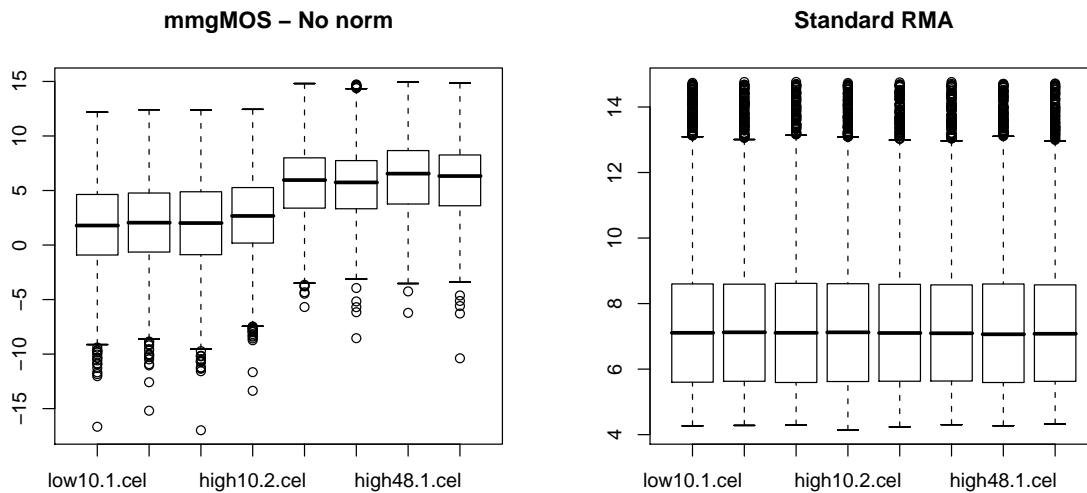 mmgMOS – No norm
15
10
5
0
−5
−10
−15
low10.1.cel
high10.2.cel
high48.1.cel
Standard RMA
14
12
10
8
6
4
low10.1.cel
high10.2.cel
high48.1.cel